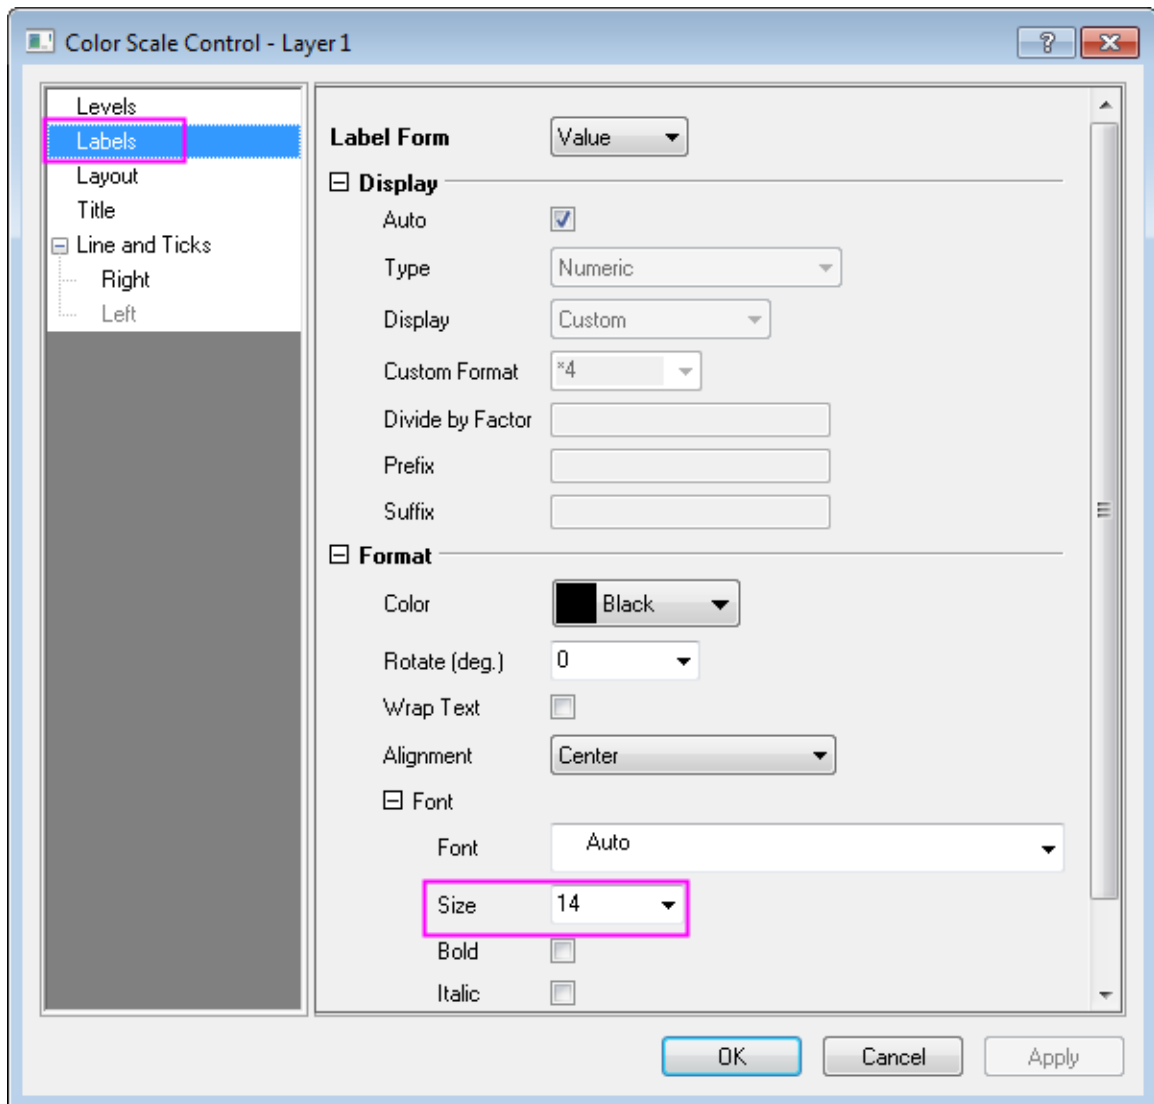 Color Scale Control - Layer 1
Levels
Labels
Layout
Title
Line and Ticks
Right
Left
Label Form Value
Display
Auto
Type Numeric
Display Custom
Custom Format *4
Divide by Factor
Prefix
Suffix
Format
Color Black
Rotate (deg.) 0
Wrap Text
Alignment Center
Font
Font Auto
Size 14
Bold
Italic
OK Cancel Apply